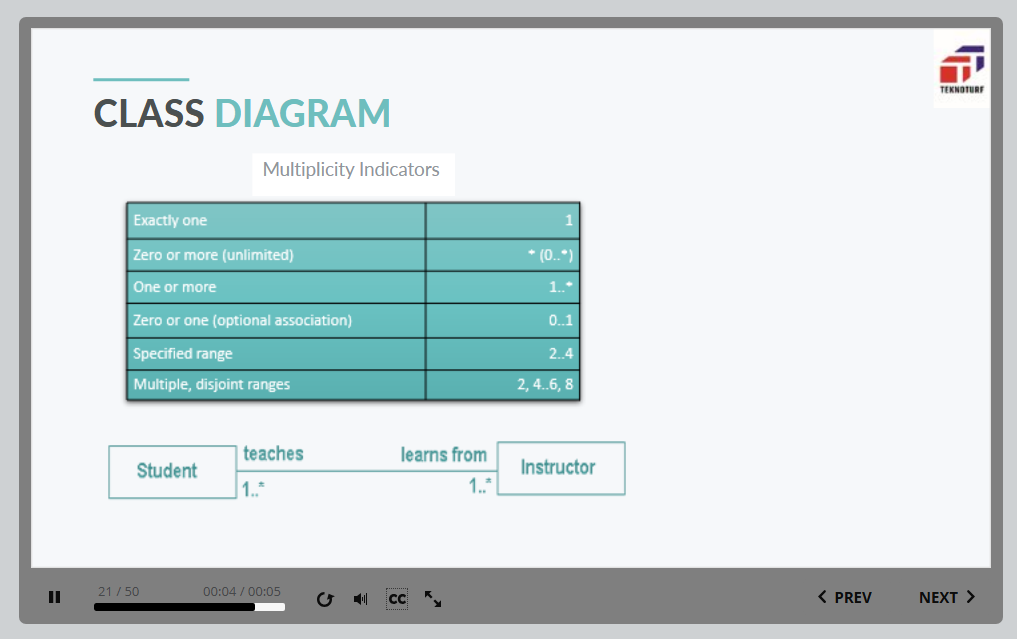 TEKNOTURF
CLASS DIAGRAM
Multiplicity Indicators
Exactly one 1
Zero or more (unlimited) * (0..*)
One or more 1..*
Zero or one (optional association) 0..1
Specified range 2..4
Multiple, disjoint ranges 2, 4..6, 8
Student teaches learns from Instructor
1..* 1..*
21 / 50 00:04 / 00:05
CC
PREV NEXT